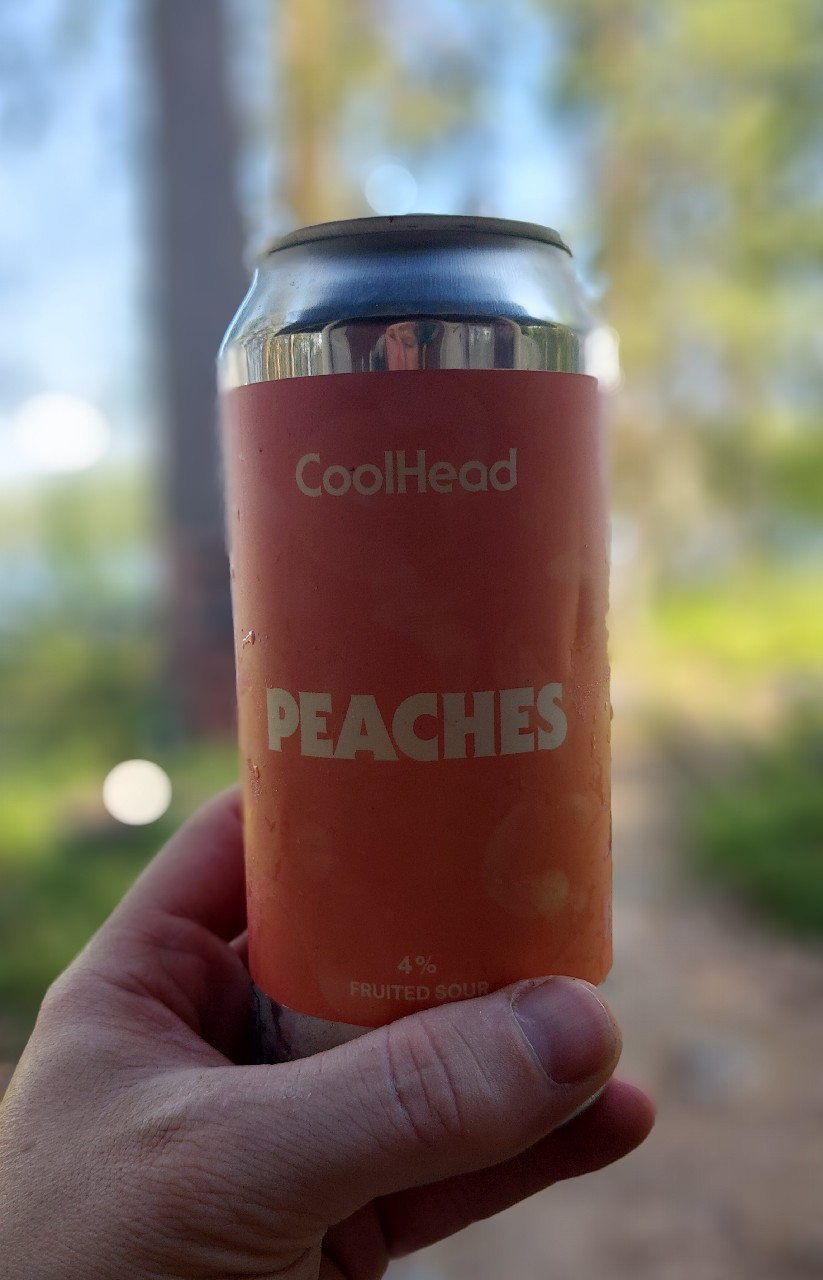 CoolHead
PEACHES
4%
FRUITED SOUR